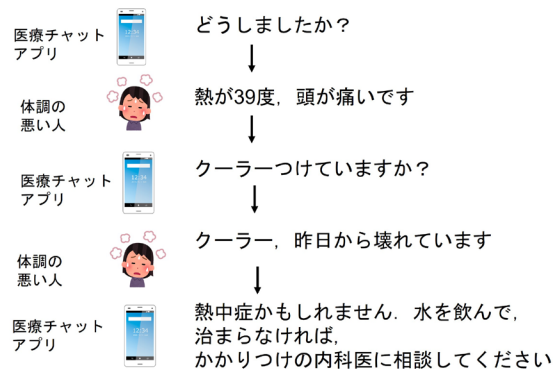 医療チャット
アプリ
どうしましたか？
体調の
悪い人
熱が39度，頭が痛いです
医療チャット
アプリ
クーラーつけていますか？
体調の
悪い人
クーラー，昨日から壊れています
医療チャット
アプリ
熱中症かもしれません．水を飲んで，
治まらなければ，
かかりつけの内科医に相談してください